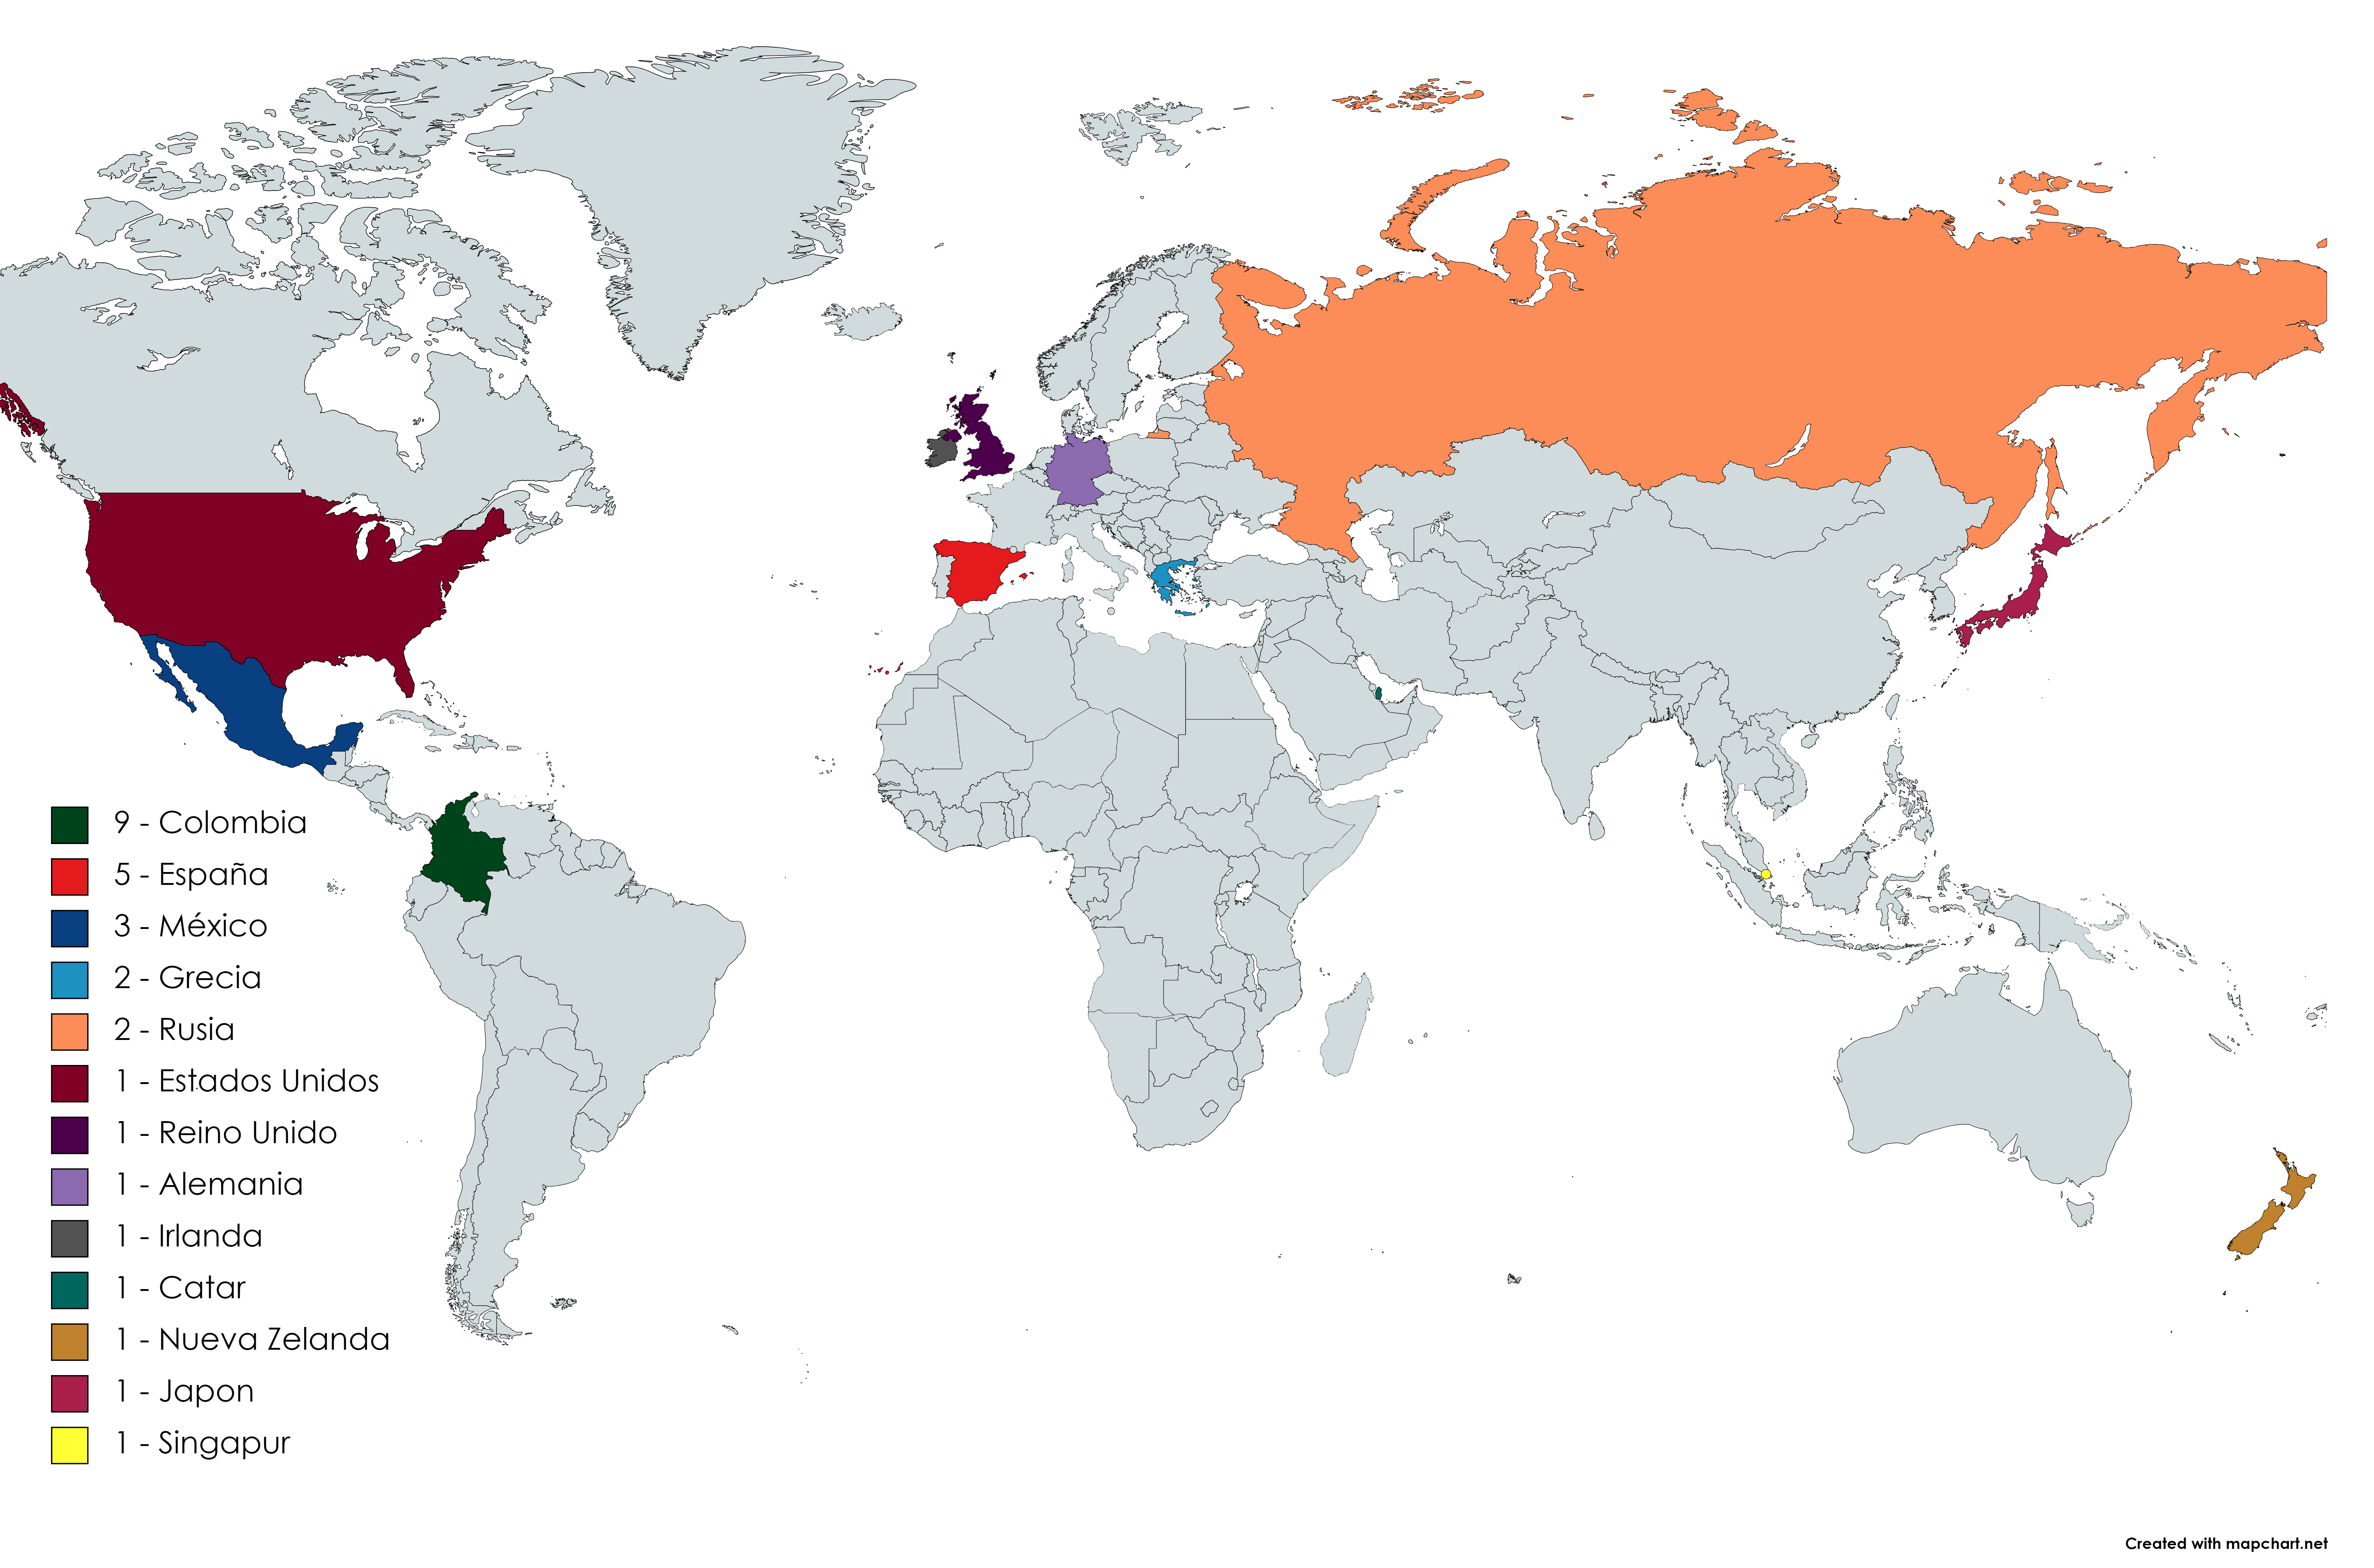 9 - Colombia
5 - España
3 - México
2 - Grecia
2 - Rusia
1 - Estados Unidos
1 - Reino Unido
1 - Alemania
1 - Irlanda
1 - Catar
1 - Nueva Zelanda
1 - Japon
1 - Singapur
Created with mapchart.net